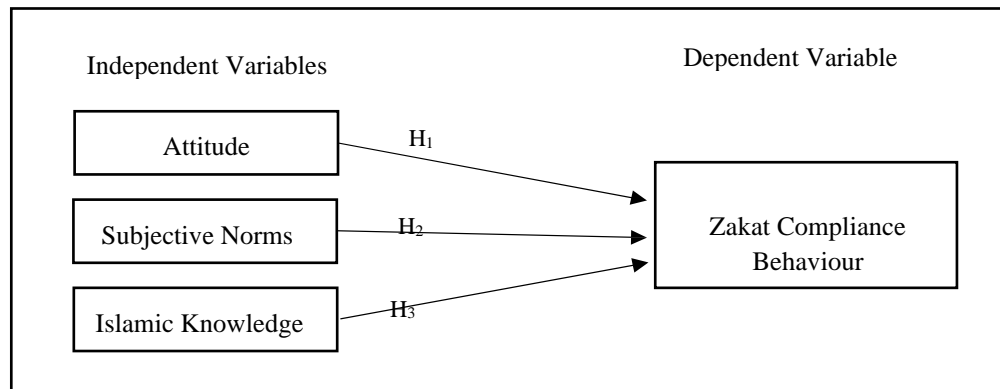 Independent Variables
Dependent Variable
Attitude
H₁
Subjective Norms
H₂
Zakat Compliance
Behaviour
Islamic Knowledge
H₃